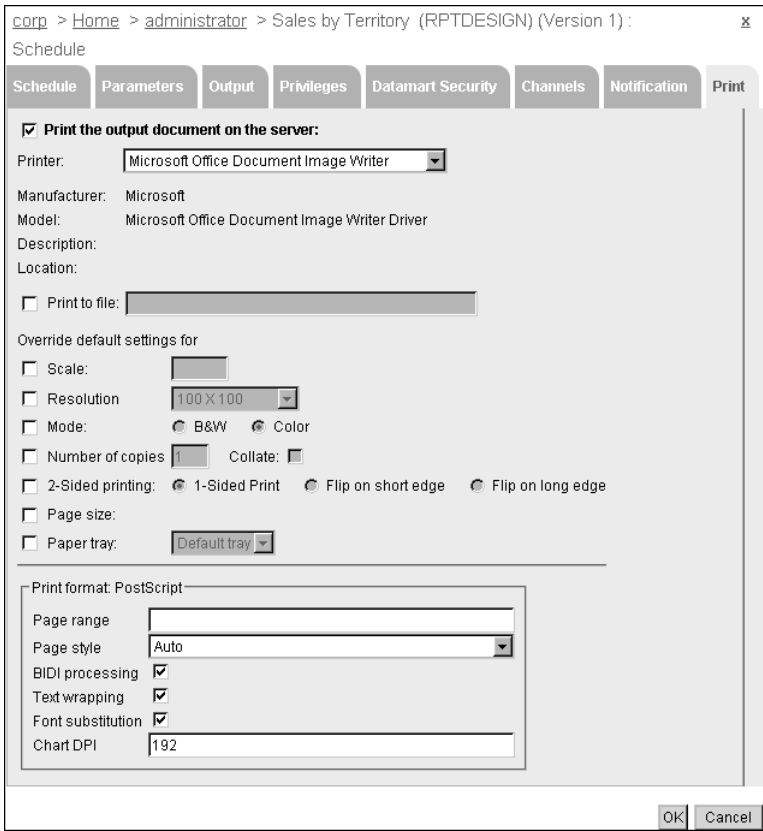 corp > Home > administrator > Sales by Territory (RPTDESIGN) (Version 1) : x
Schedule
Schedule Parameters Output Privileges Datamart Security Channels Notification Print
Print the output document on the server:
Printer: Microsoft Office Document Image Writer
Manufacturer: Microsoft
Model: Microsoft Office Document Image Writer Driver
Description:
Location:
Print to file:
Override default settings for
Scale:
Resolution 100 X 100
Mode: B&W Color
Number of copies 1 Collate:
2-Sided printing: 1-Sided Print Flip on short edge Flip on long edge
Page size:
Paper tray: Default tray
Print format: PostScript
Page range
Page style Auto
BIDI processing
Text wrapping
Font substitution
Chart DPI 192
OK Cancel